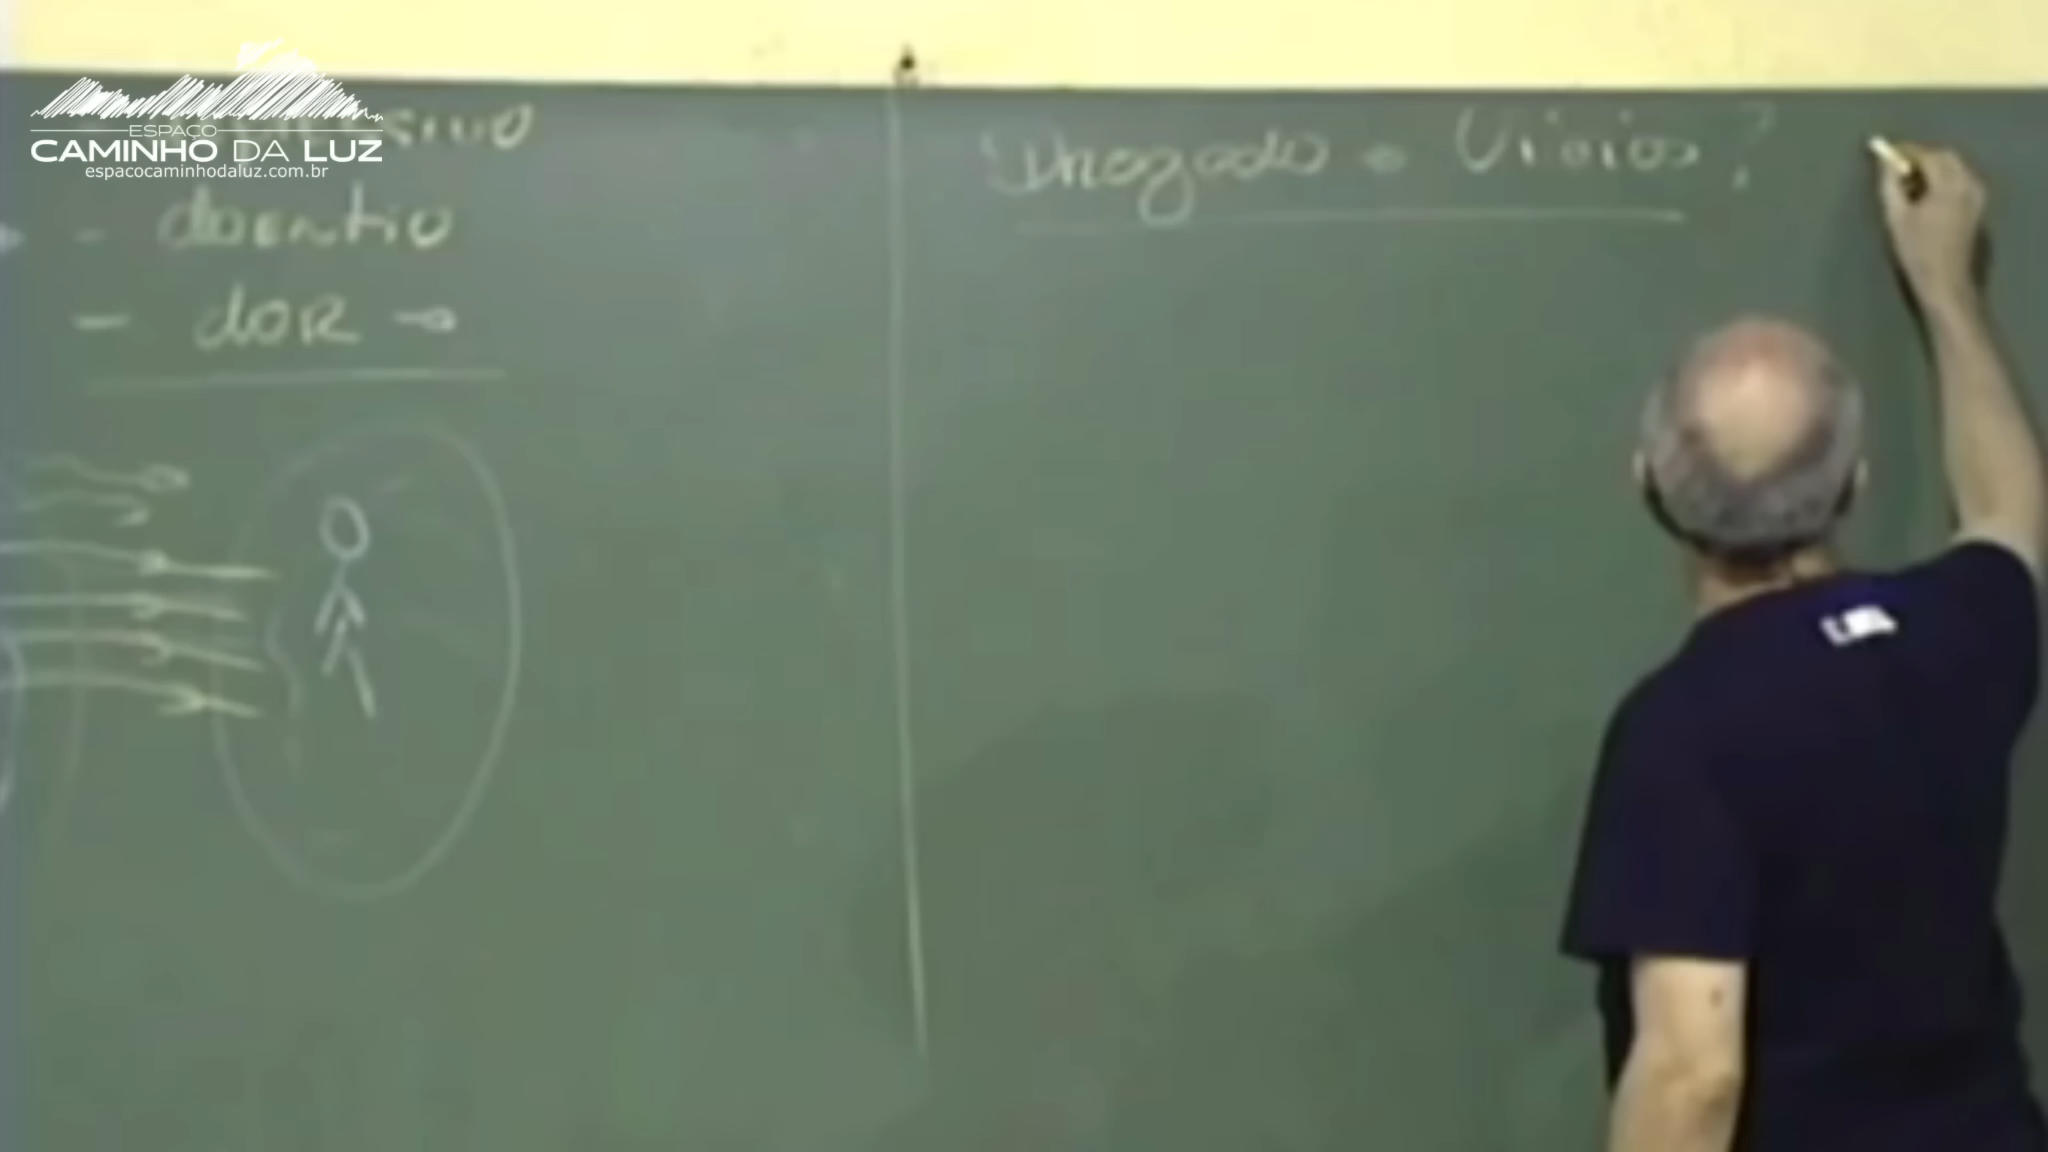 ESPAÇO
CAMINHO DA LUZ
espacocaminhodaluz.com.br
- doentio
- dor
Drogado e Vícios?